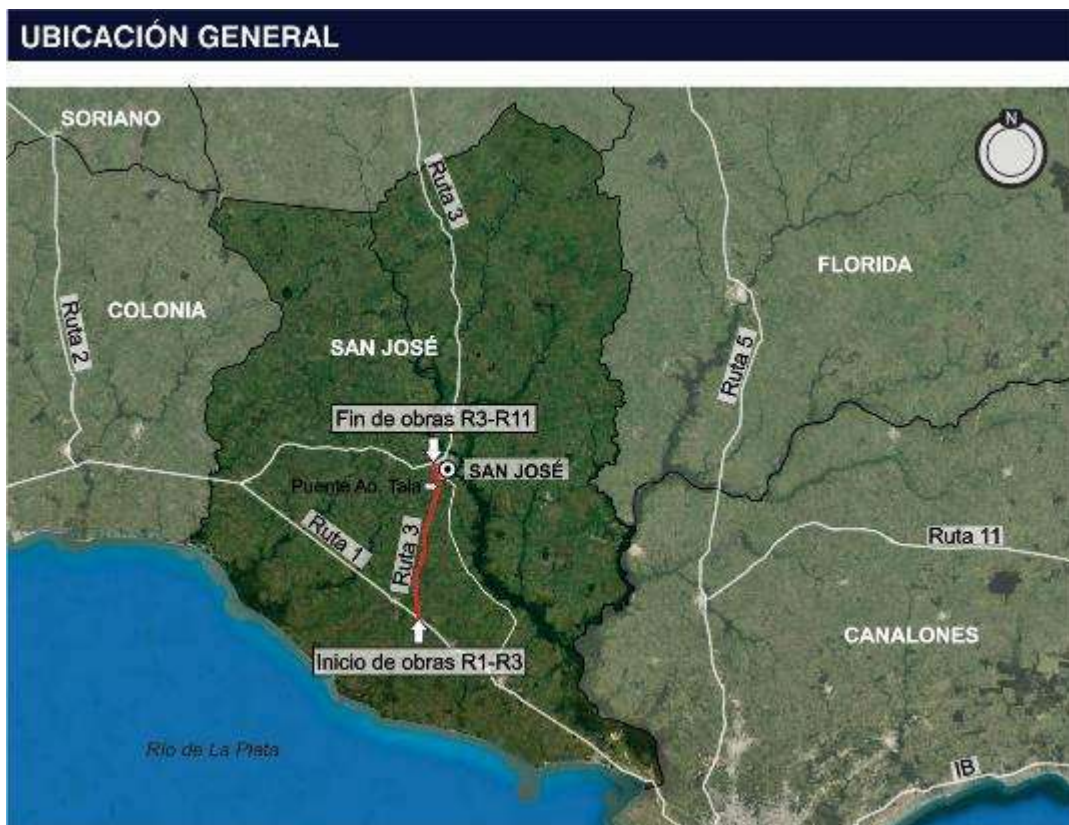 UBICACIÓN GENERAL
N
SORIANO
Ruta 3
FLORIDA
COLONIA
Ruta 2
SAN JOSÉ
Ruta 5
Fin de obras R3-R11
SAN JOSÉ
Puente Ao. Tala
Ruta 1
Ruta 3
Ruta 11
CANALONES
Inicio de obras R1-R3
Río de La Plata
IB